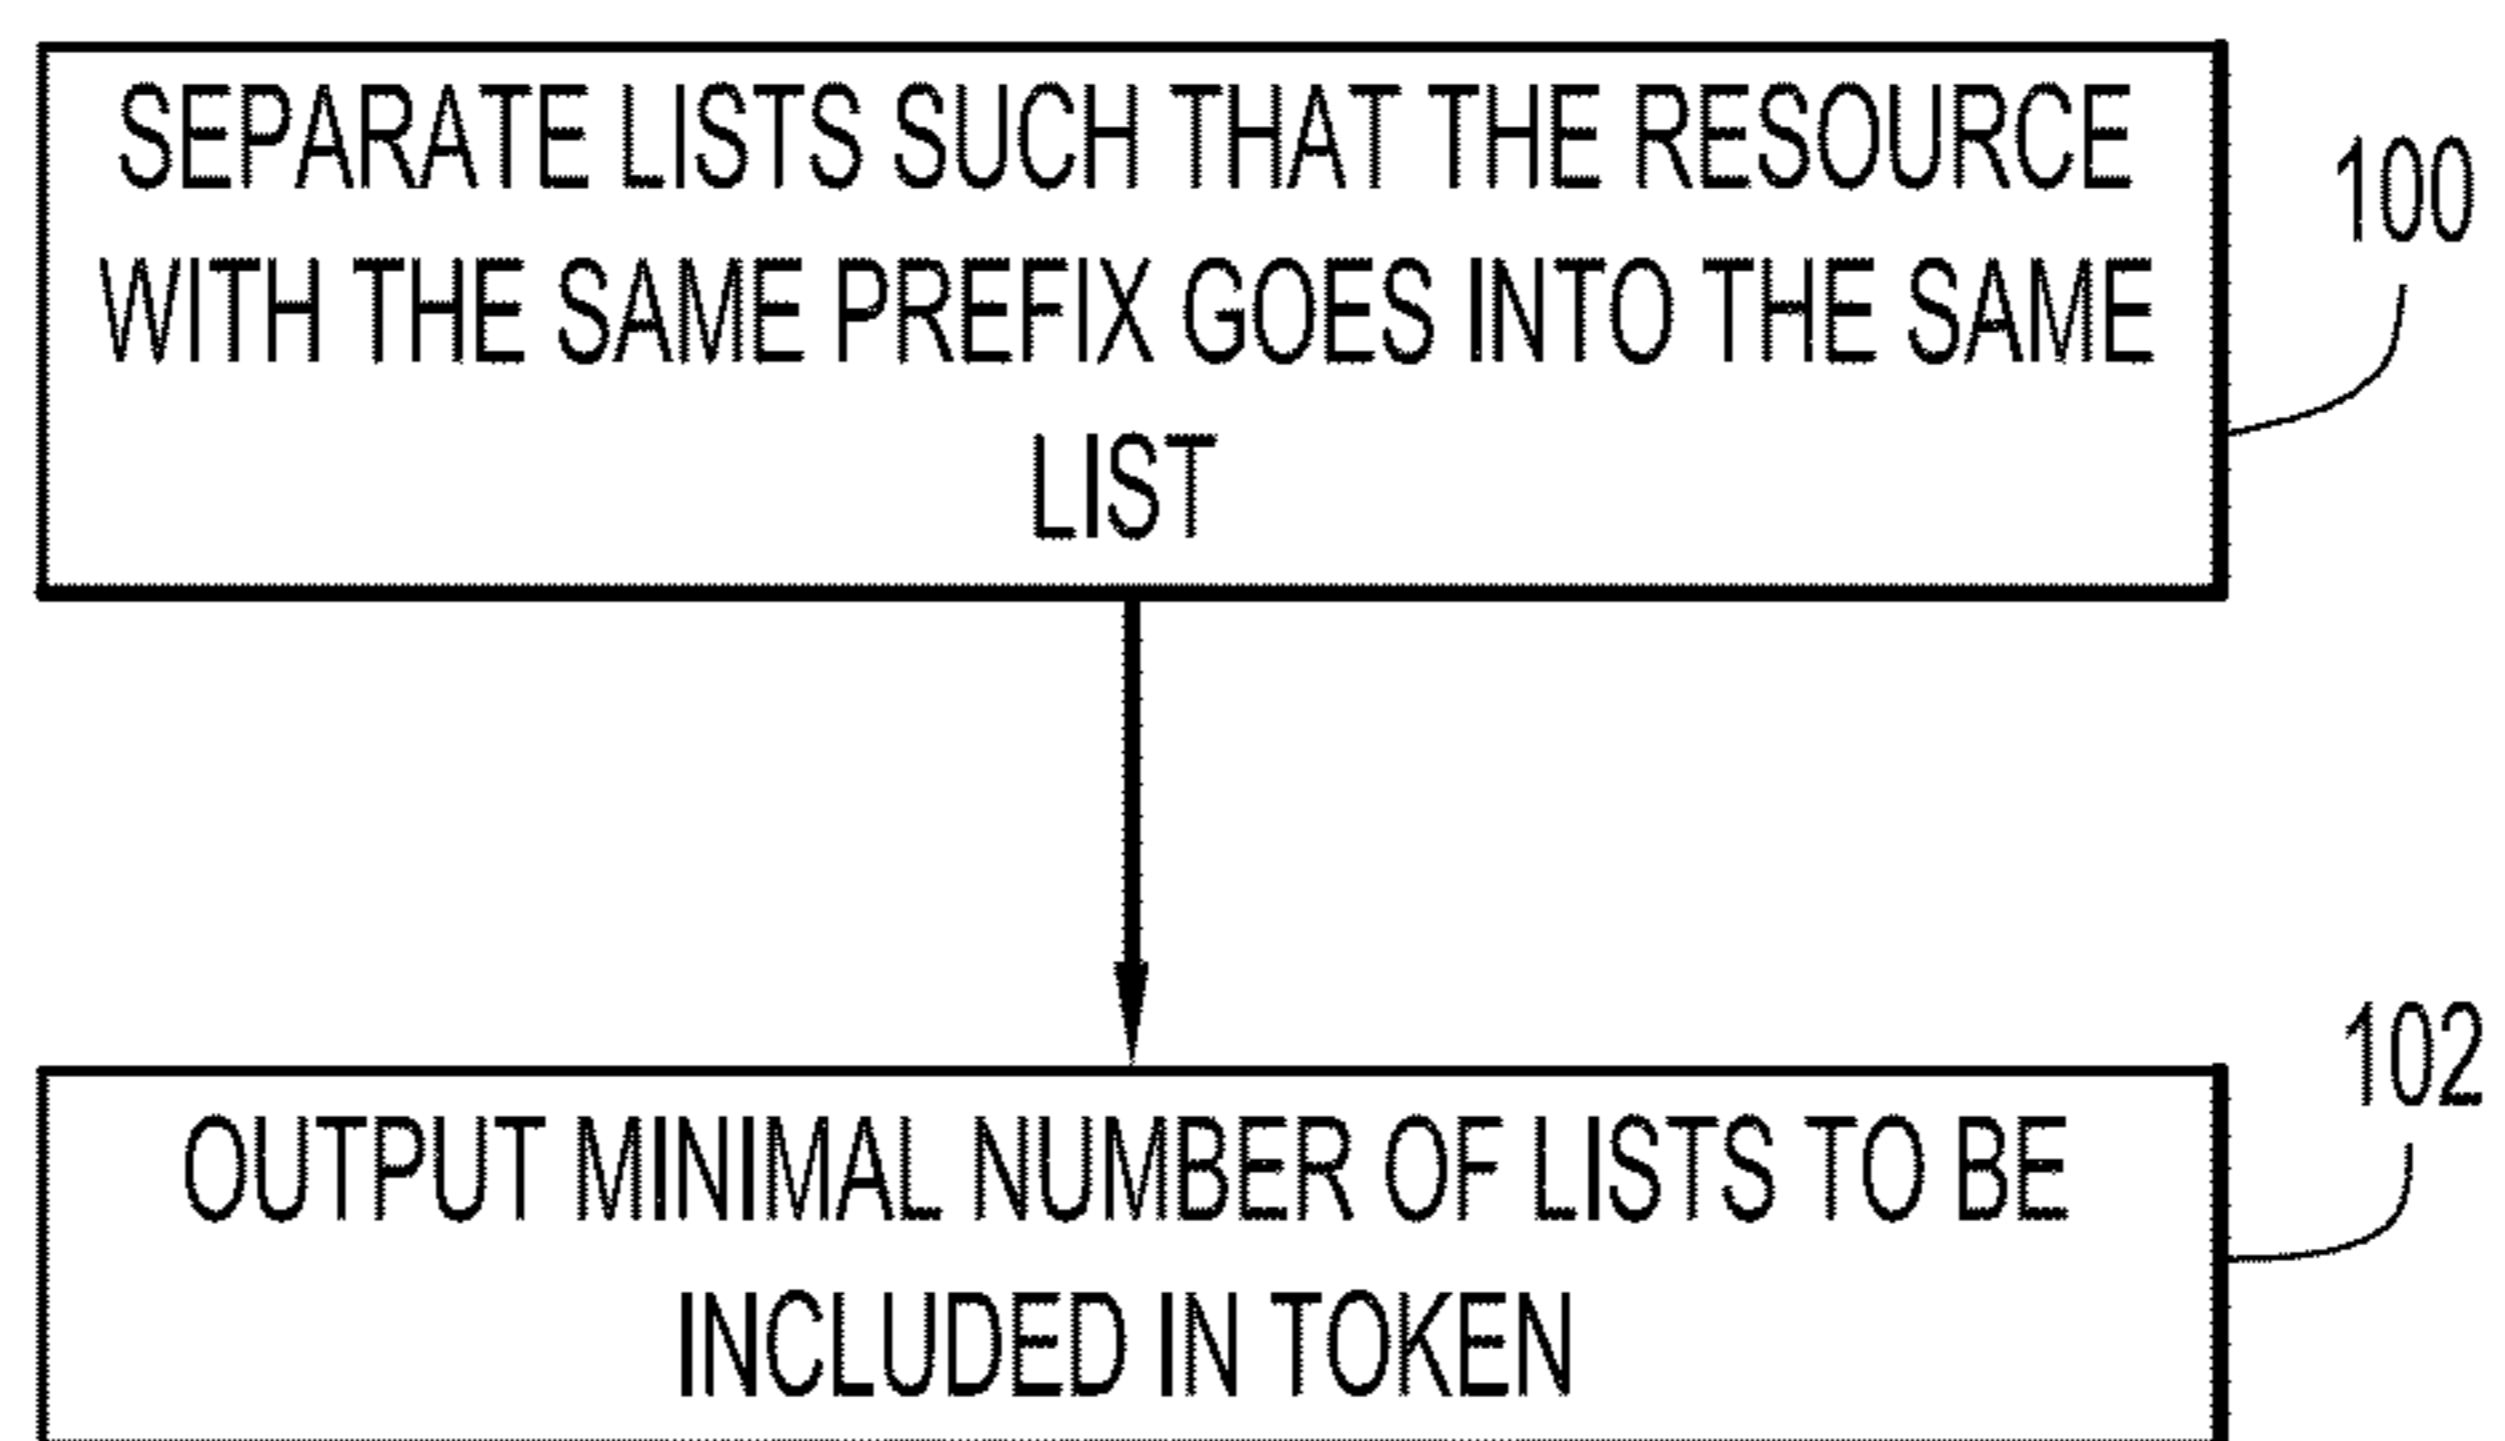 SEPARATE LISTS SUCH THAT THE RESOURCE
WITH THE SAME PREFIX GOES INTO THE SAME
LIST
100
102
OUTPUT MINIMAL NUMBER OF LISTS TO BE
INCLUDED IN TOKEN